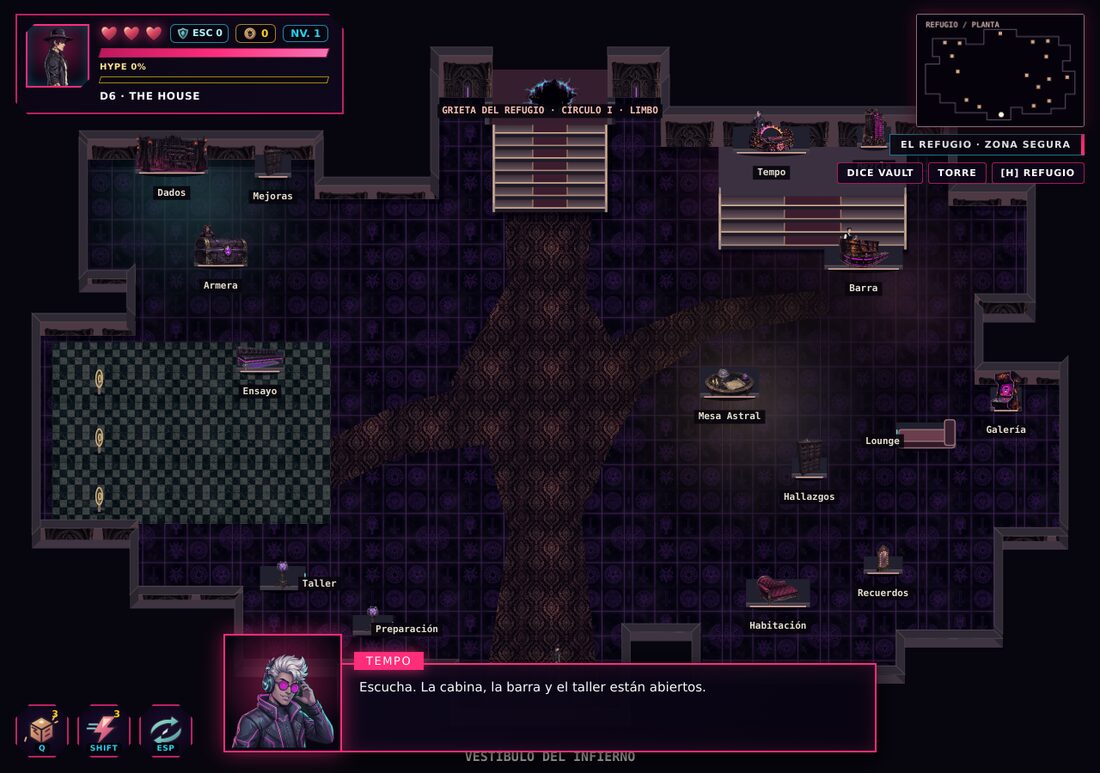 ESC 0
0
NV. 1
HYPE 0%
D6 · THE HOUSE
REFUGIO / PLANTA
GRIETA DEL REFUGIO · CÍRCULO I · LIMBO
EL REFUGIO · ZONA SEGURA
DICE VAULT
TORRE
[H] REFUGIO
Tempo
Dados
Mejoras
Armera
Barra
Ensayo
Mesa Astral
Galería
Lounge
Hallazgos
Taller
Recuerdos
Habitación
Preparación
TEMPO
Escucha. La cabina, la barra y el taller están abiertos.
3
Q
3
SHIFT
ESP
VESTÍBULO DEL INFIERNO